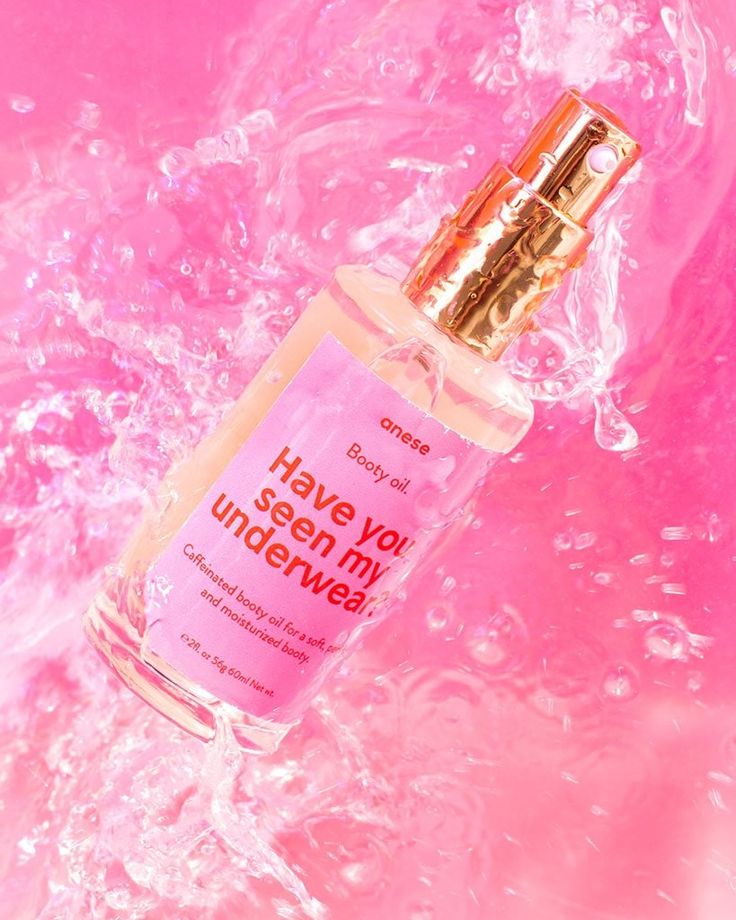 anese
Booty oil.
Have you
seen my
underwear?
Caffeinated booty oil for a soft,
and moisturized booty.
℮2fl. oz 56g 60ml Net wt.